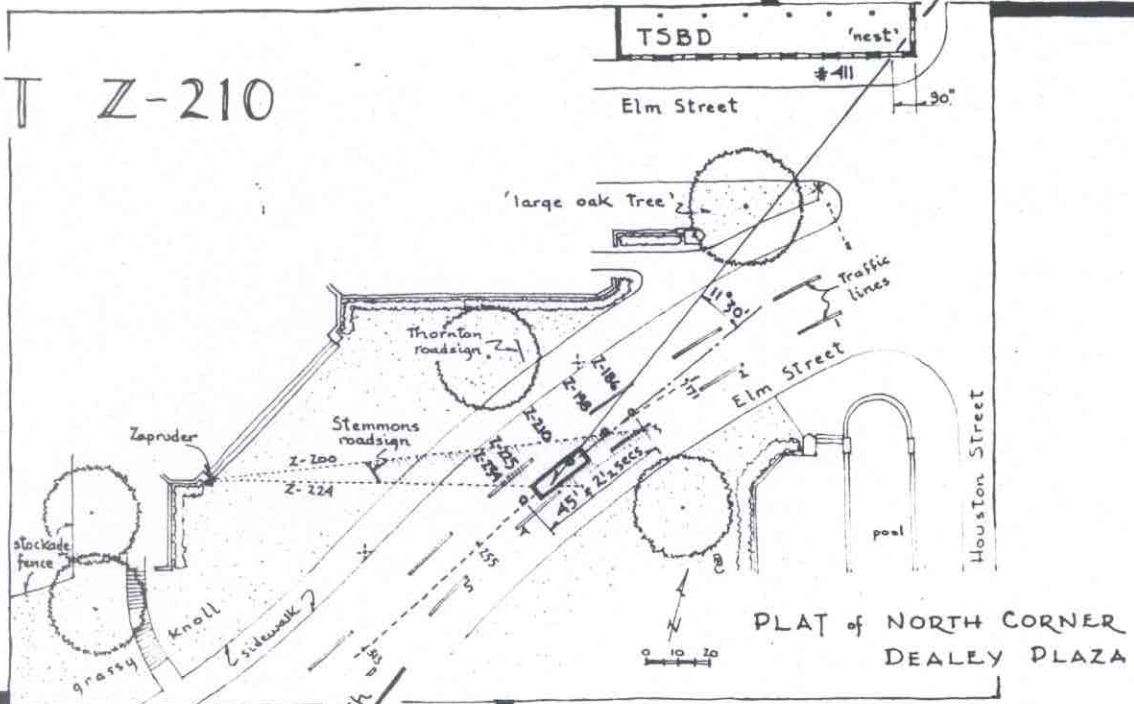 T Z-210
TSBD
'nest'
#411
90"
Elm Street
'large oak Tree'
Traffic
lines
11°30'
Thornton
roadsign
Z-186
Z-198
Z-210
Z-225
Z-234
Elm Street
Houston Street
Zapruder
Stemmons
roadsign
Z-200
Z-224
45' & 2½ secs
255
313
pool
stockade
fence
grassy knoll
sidewalk
N
0 10 20
PLAT of NORTH CORNER
DEALEY PLAZA